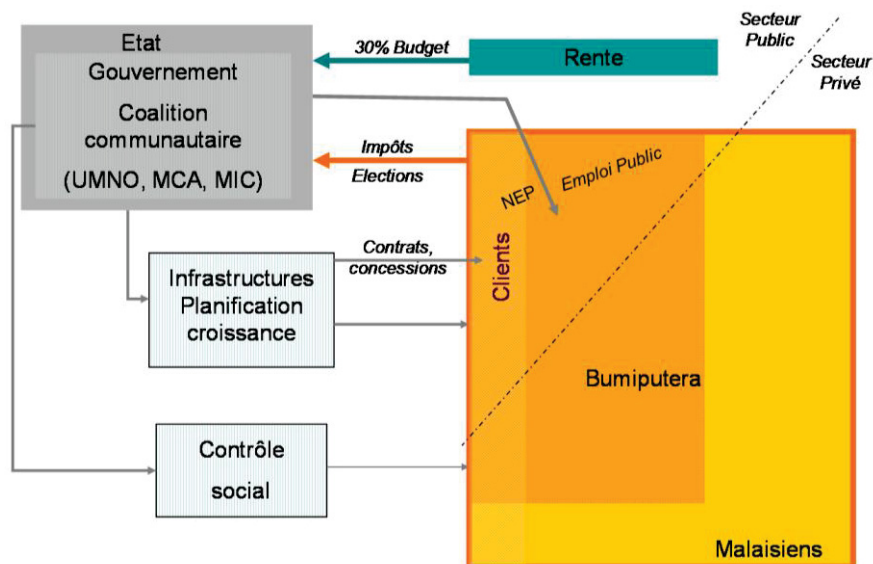 Etat
Gouvernement
Coalition
communautaire
(UMNO, MCA, MIC)
30% Budget
Rente
Secteur
Public
Secteur
Privé
Impôts
Elections
NEP
Emploi Public
Contrats,
concessions
Clients
Infrastructures
Planification
croissance
Bumiputera
Contrôle
social
Malaisiens